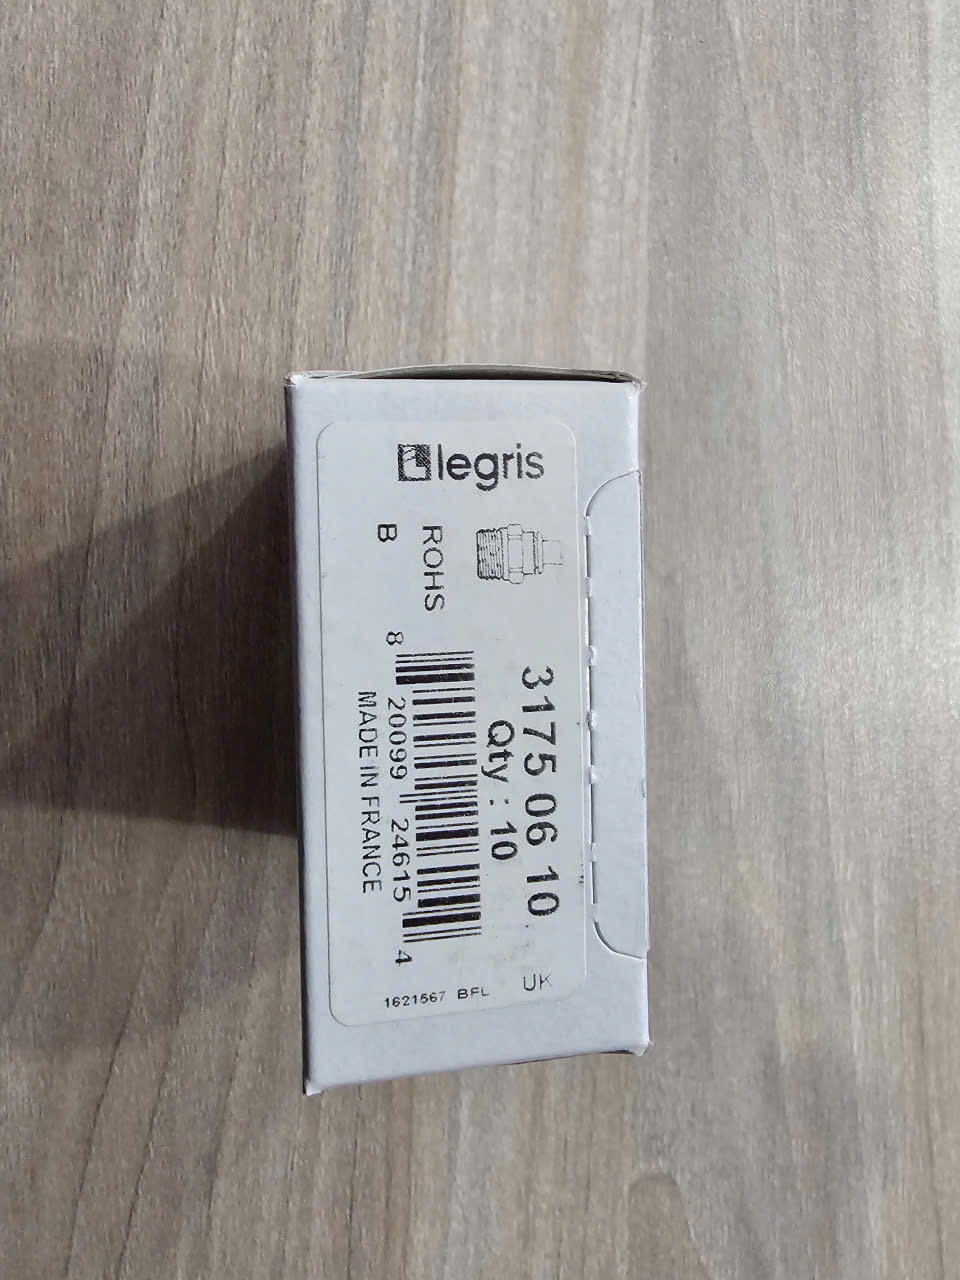 legris
3175 06 10
Qty : 10
ROHS
B
8 20099 24615 4
MADE IN FRANCE
UK
1621567 BFL